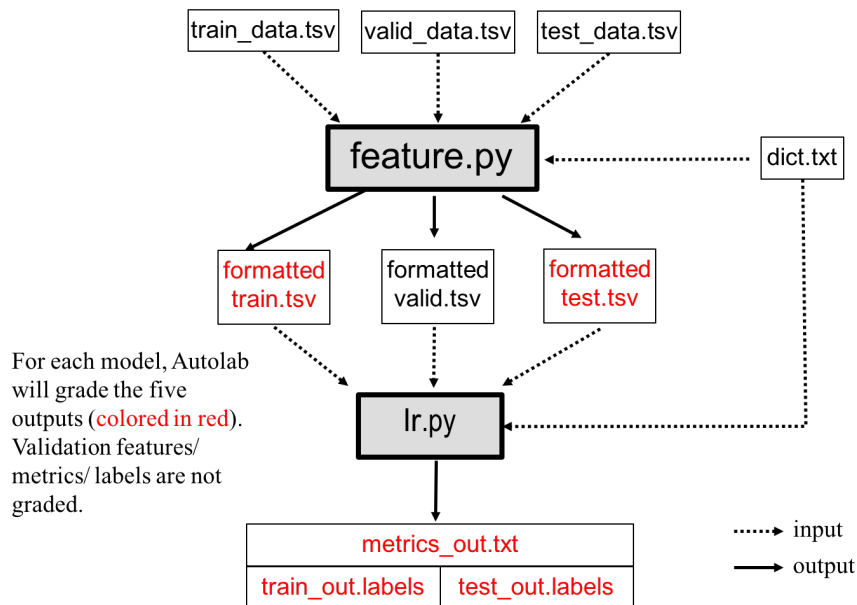 train_data.tsv
valid_data.tsv
test_data.tsv
feature.py
dict.txt
formatted
train.tsv
formatted
valid.tsv
formatted
test.tsv
For each model, Autolab
will grade the five
outputs (colored in red).
Validation features/
metrics/ labels are not
graded.
lr.py
metrics_out.txt
train_out.labels
test_out.labels
input
output